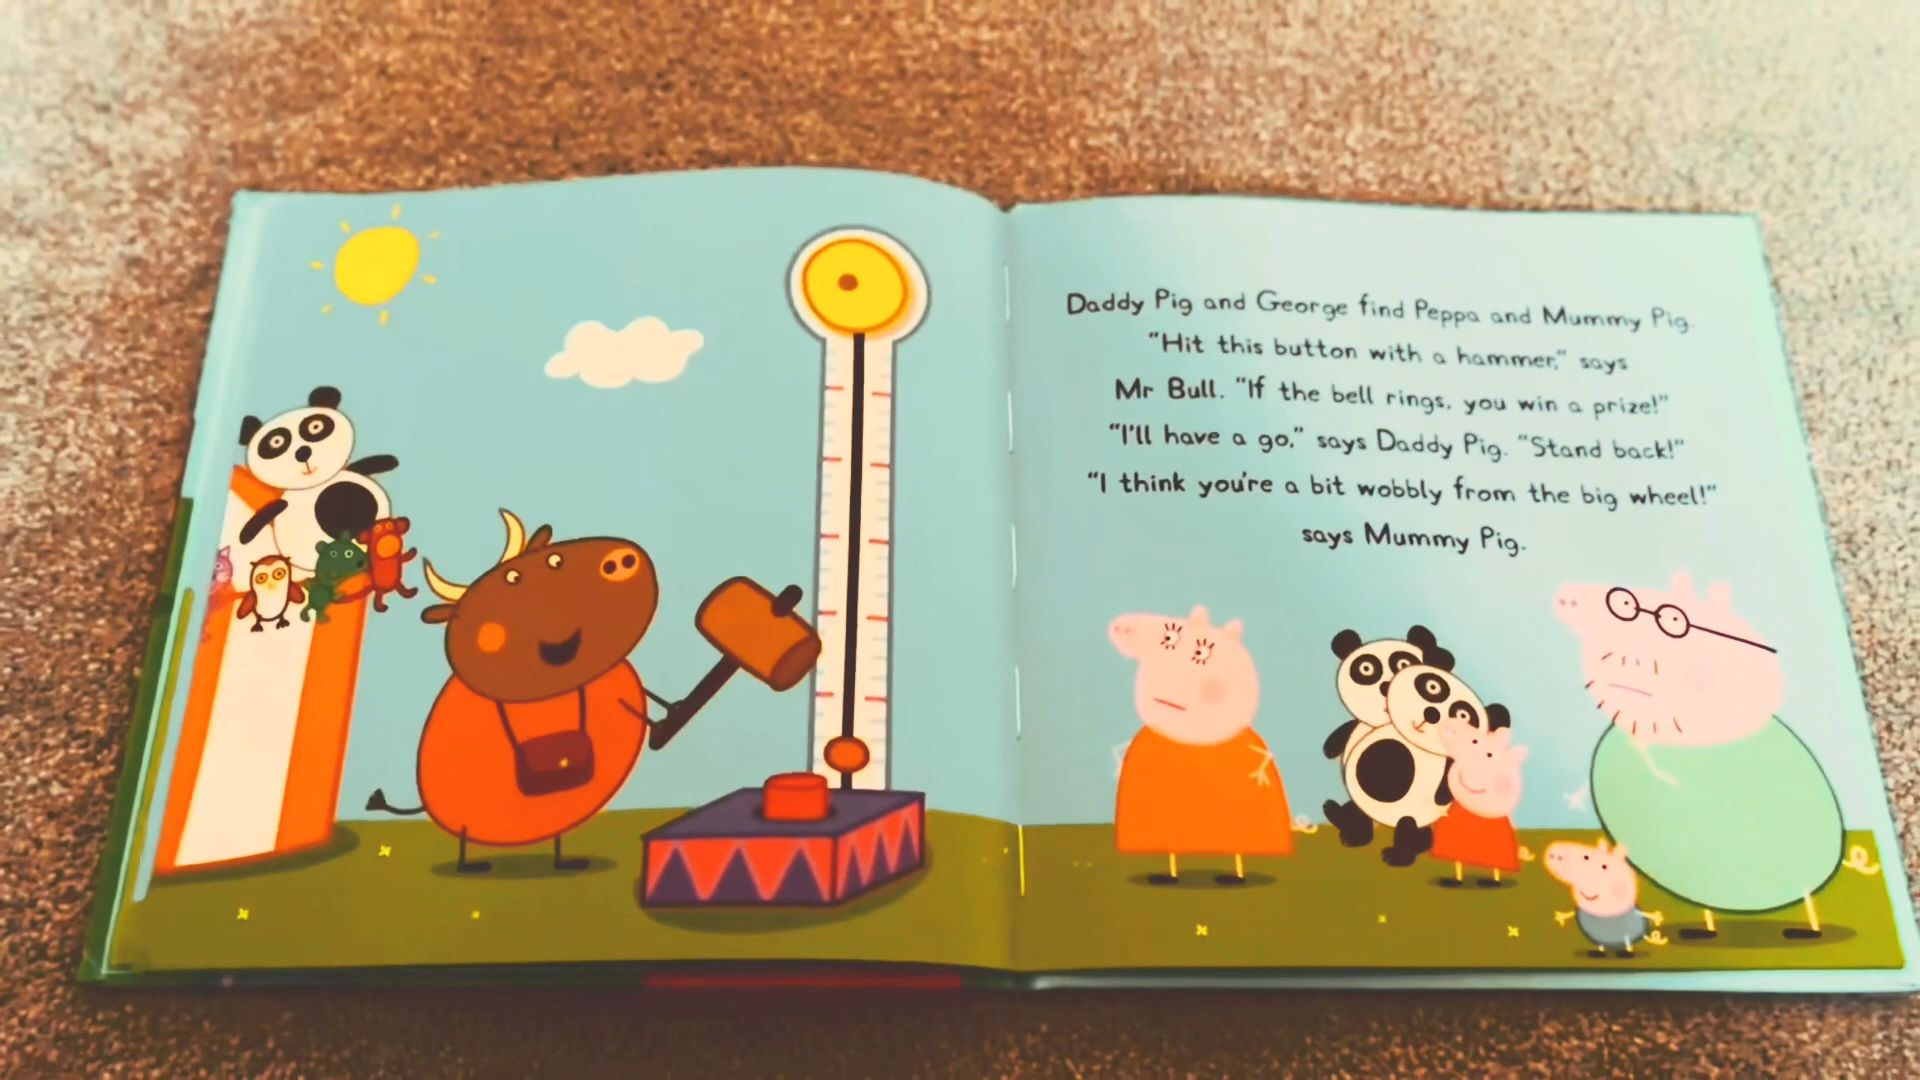 Daddy Pig and George find Peppa and Mummy Pig.
"Hit this button with a hammer," says
Mr Bull. "If the bell rings, you win a prize!"
"I'll have a go," says Daddy Pig. "Stand back!"
"I think you're a bit wobbly from the big wheel!"
says Mummy Pig.